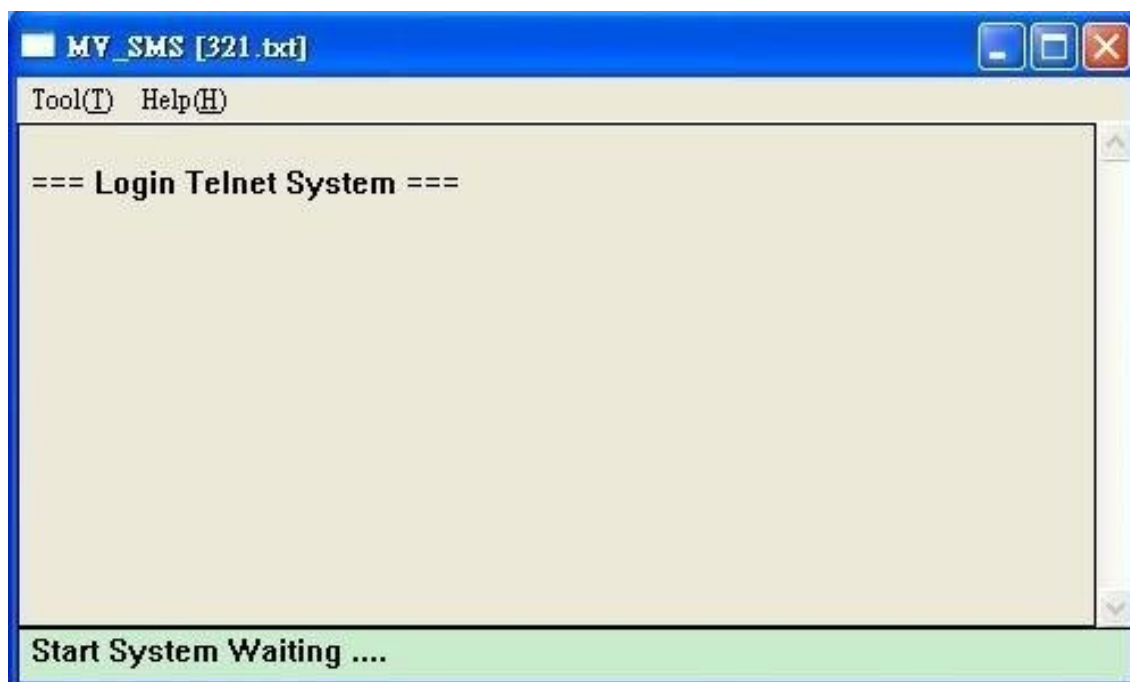 MV_SMS [321.txt]
Tool(T) Help(H)
=== Login Telnet System ===
Start System Waiting ....